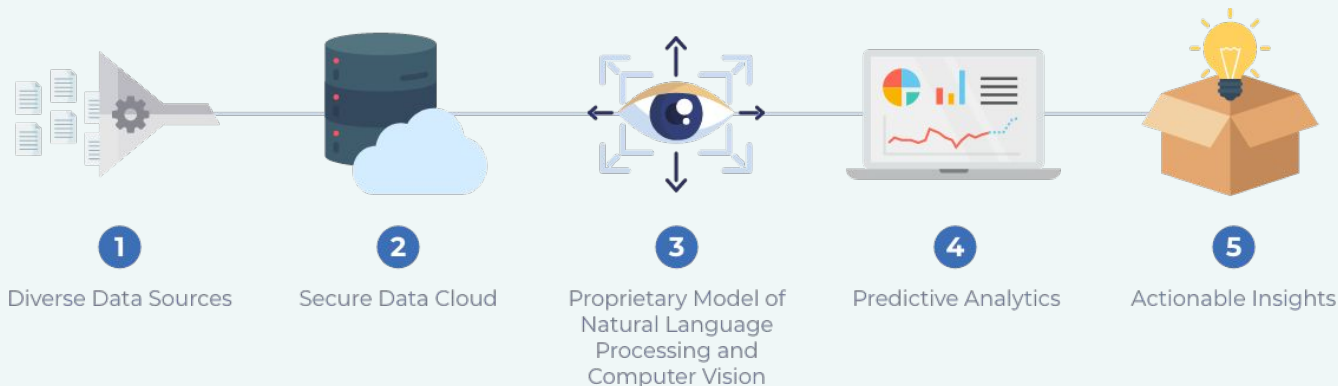 1
Diverse Data Sources
2
Secure Data Cloud
3
Proprietary Model of
Natural Language
Processing and
Computer Vision
4
Predictive Analytics
5
Actionable Insights